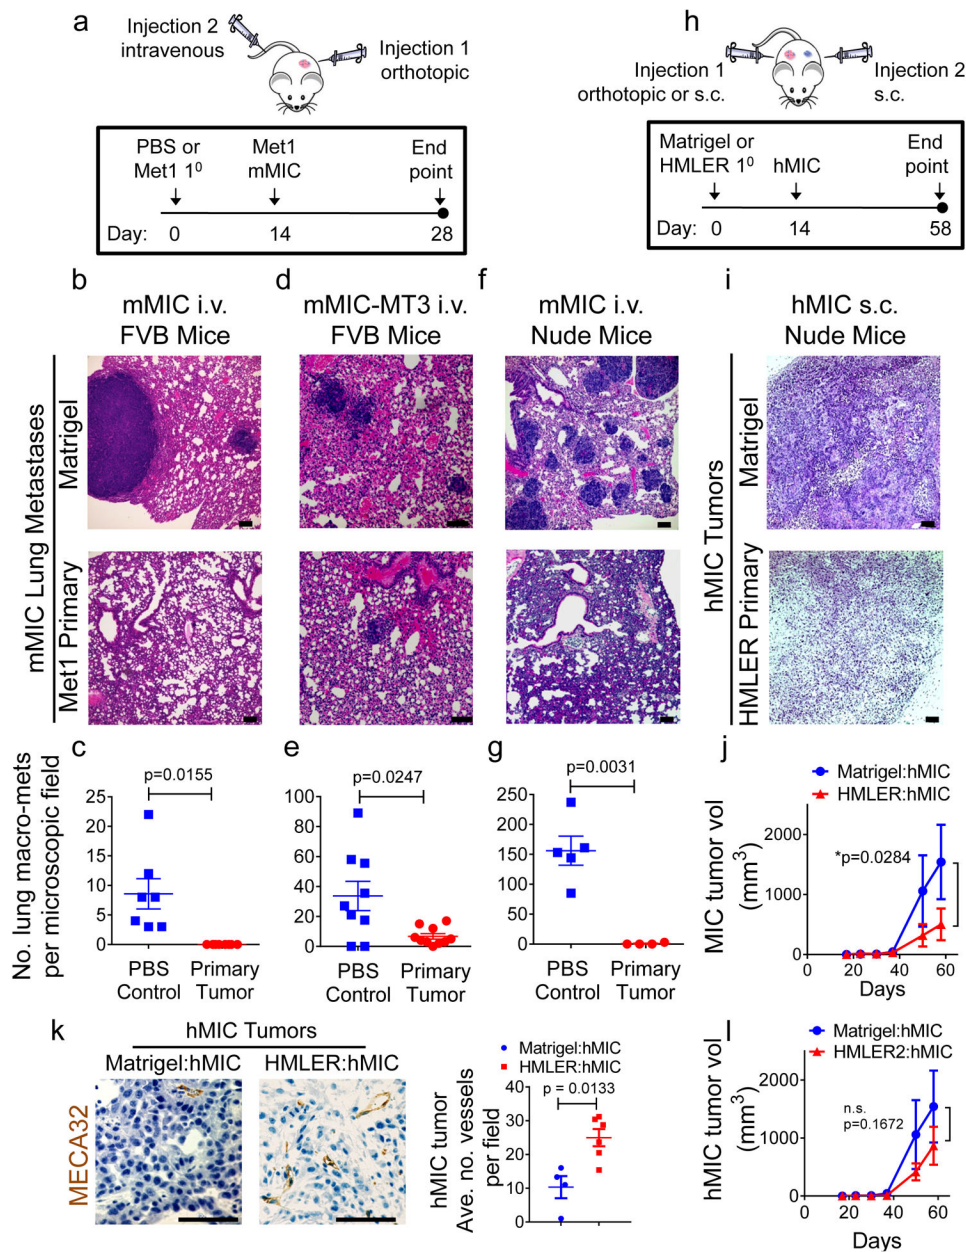 a
Injection 2
intravenous
Injection 1
orthotopic
PBS or
Met1 1⁰
Met1
mMIC
End
point
Day: 0 14 28
h
Injection 1
orthotopic or s.c.
Injection 2
s.c.
Matrigel or
HMLER 1⁰
hMIC
End
point
Day: 0 14 58
b
mMIC i.v.
FVB Mice
d
mMIC-MT3 i.v.
FVB Mice
f
mMIC i.v.
Nude Mice
i
hMIC s.c.
Nude Mice
mMIC Lung Metastases
Matrigel
Met1 Primary
hMIC Tumors
Matrigel
HMLER Primary
c
p=0.0155
No. lung macro-mets
per microscopic field
25
20
15
10
5
0
PBS
Control
Primary
Tumor
e
p=0.0247
100
80
60
40
20
0
PBS
Control
Primary
Tumor
g
p=0.0031
250
200
150
100
50
0
PBS
Control
Primary
Tumor
j
Matrigel:hMIC
HMLER:hMIC
MIC tumor vol
(mm³)
2000
1000
0
*p=0.0284
0 20 40 60
Days
k
hMIC Tumors
Matrigel:hMIC
HMLER:hMIC
MECA32
Matrigel:hMIC
HMLER:hMIC
p = 0.0133
hMIC tumor
Ave. no. vessels
per field
40
30
20
10
0
l
Matrigel:hMIC
HMLER2:hMIC
hMIC tumor vol
(mm³)
2000
1000
0
n.s.
p=0.1672
0 20 40 60
Days